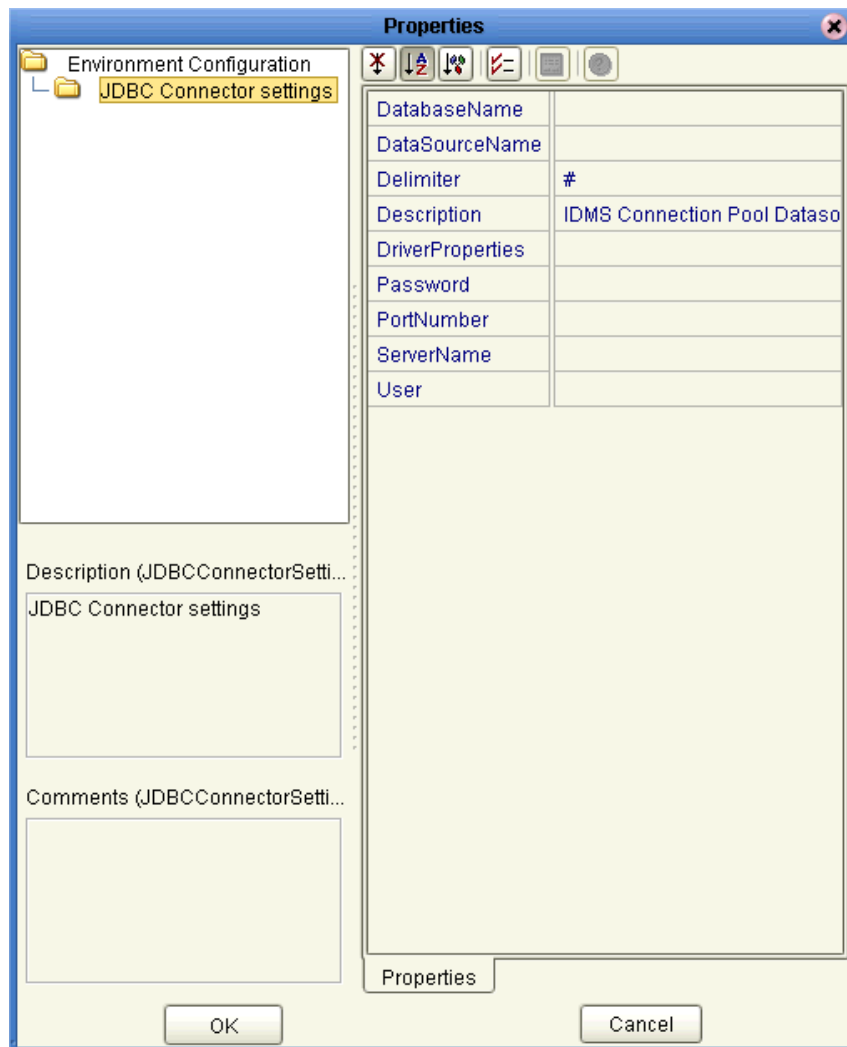 Properties
Environment Configuration
JDBC Connector settings
DatabaseName
DataSourceName
Delimiter #
Description IDMS Connection Pool Dataso
DriverProperties
Password
PortNumber
ServerName
User
Description (JDBCConnectorSetti...
JDBC Connector settings
Comments (JDBCConnectorSetti...
Properties
OK Cancel